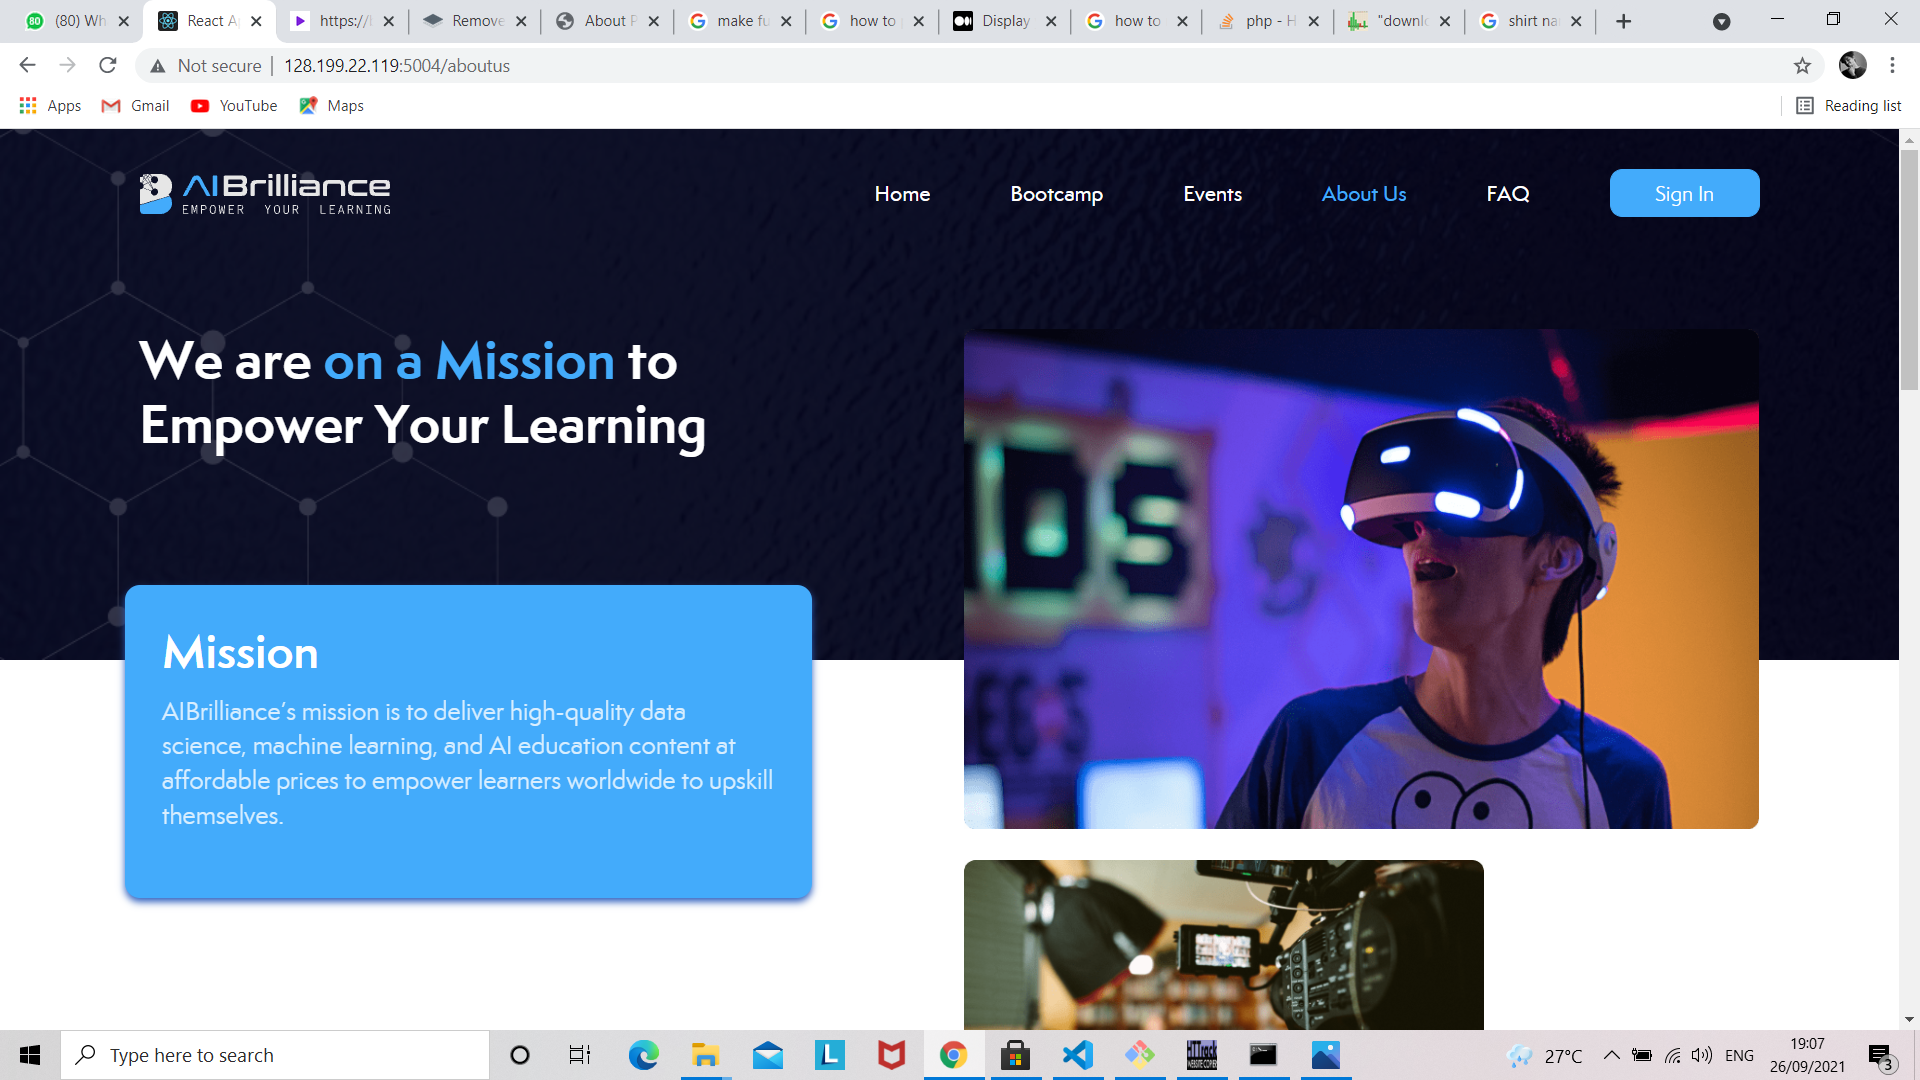 (80) Wh
React A
https://
Remove
About P
make fu
how to
Display
how to
php - H
"downl
shirt na
Not secure
128.199.22.119:5004/aboutus
Apps
Gmail
YouTube
Maps
Reading list
AIBrilliance
EMPOWER YOUR LEARNING
Home
Bootcamp
Events
About Us
FAQ
Sign In
We are on a Mission to
Empower Your Learning
Mission
AIBrilliance's mission is to deliver high-quality data
science, machine learning, and AI education content at
affordable prices to empower learners worldwide to upskill
themselves.
Type here to search
27°C
ENG
19:07
26/09/2021
3